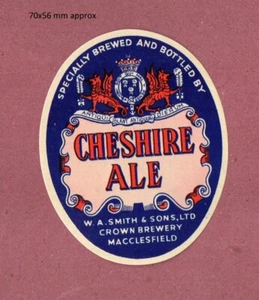 70x56 mm approx
SPECIALLY BREWED AND BOTTLED BY
CHESHIRE
ALE
W. A. SMITH & SONS, LTD
CROWN BREWERY
MACCLESFIELD